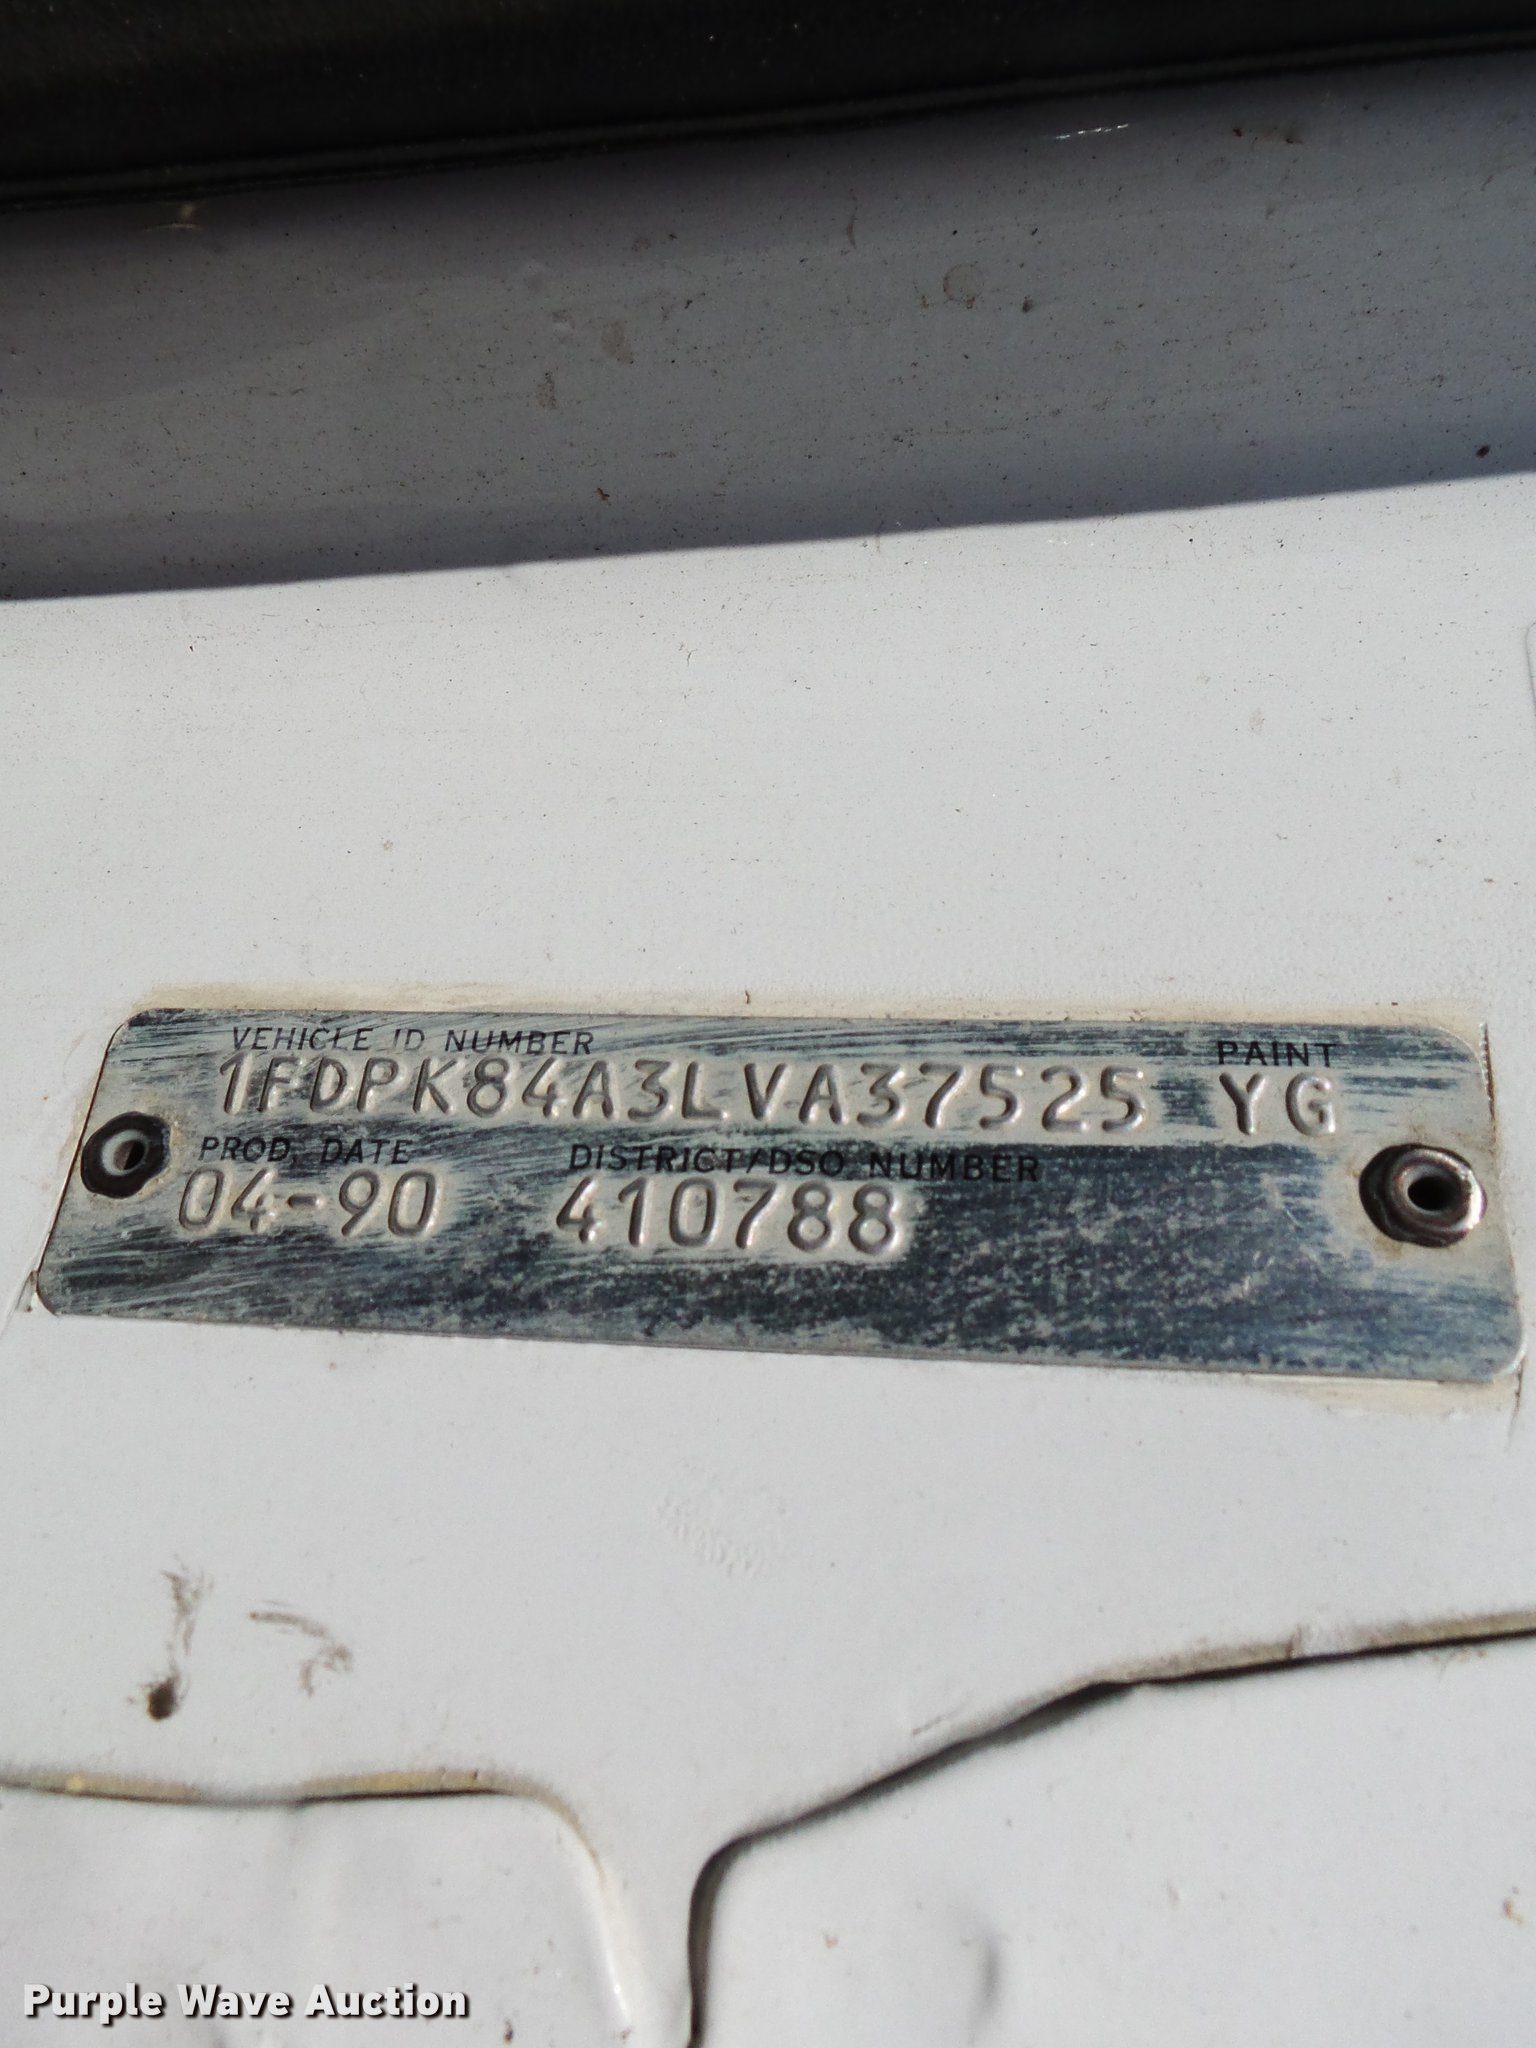 VEHICLE ID NUMBER PAINT
1FDPK84A3LVA37525 YG
PROD. DATE DISTRICT/DSO NUMBER
04-90 410788
Purple Wave Auction